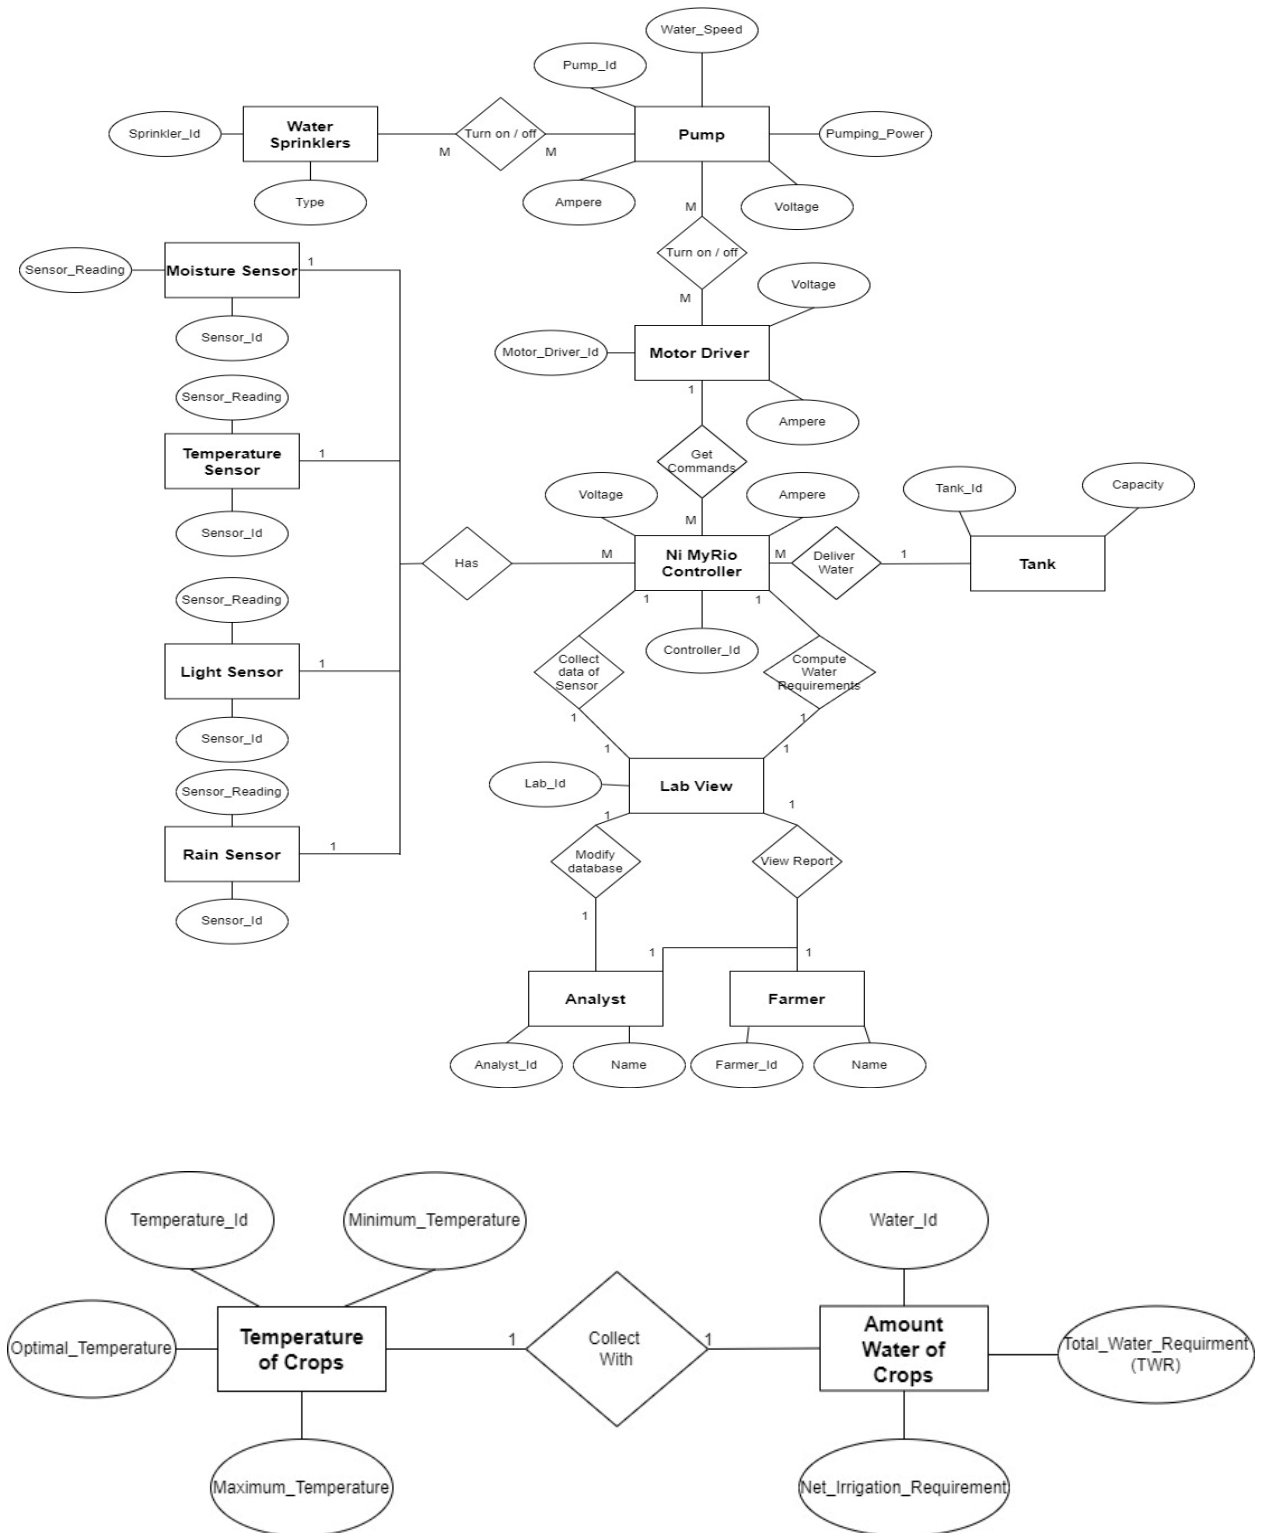 Water_Speed
Pump_Id
Sprinkler_Id
Water
Sprinklers
Turn on / off
Pump
Pumping_Power
M
M
Type
Ampere
Voltage
M
Turn on / off
M
Moisture Sensor
1
Sensor_Reading
Sensor_Id
Voltage
Motor_Driver_Id
Motor Driver
1
Ampere
Sensor_Reading
Temperature
Sensor
1
Sensor_Id
Get
Commands
Voltage
Ampere
M
Tank_Id
Capacity
Has
M
Ni MyRio
Controller
M
Deliver
Water
1
Tank
Sensor_Reading
1
1
Light Sensor
1
Sensor_Id
Collect
data of
Sensor
Controller_Id
Compute
Water
Requirements
1
1
1
1
Lab_Id
Lab View
1
1
Sensor_Reading
Rain Sensor
1
Sensor_Id
Modify
database
View Report
1
1
1
Analyst
Farmer
Analyst_Id
Name
Farmer_Id
Name
Temperature_Id
Minimum_Temperature
Water_Id
Optimal_Temperature
Temperature
of Crops
1
Collect
With
1
Amount
Water of
Crops
Total_Water_Requirment
(TWR)
Maximum_Temperature
Net_Irrigation_Requirement